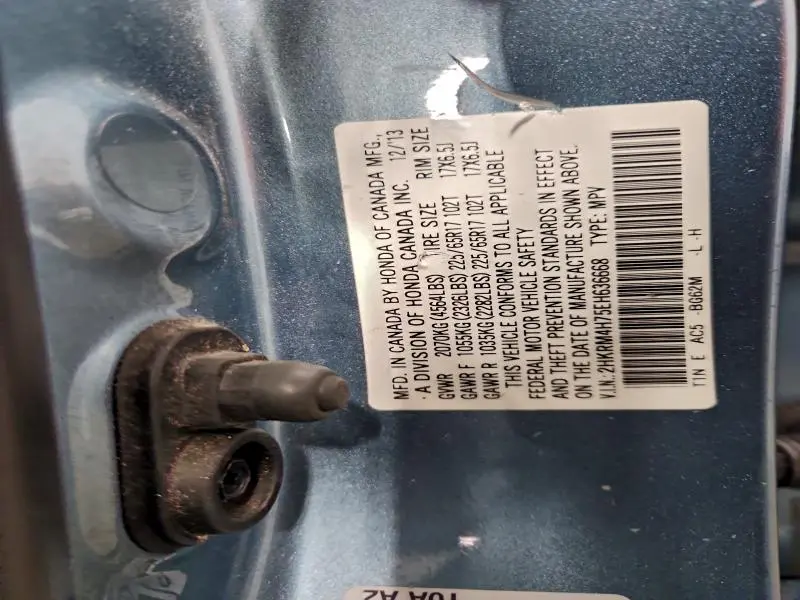 MFD. IN CANADA BY HONDA OF CANADA MFG.,
A DIVISION OF HONDA CANADA INC. 12/13
GVWR 2070KG(4564LBS) TIRE SIZE RIM SIZE
GAWR F 1055KG(2326LBS) 225/65R17 102T 17X6.5J
GAWR R 1035KG(2282LBS) 225/65R17 102T 17X6.5J
THIS VEHICLE CONFORMS TO ALL APPLICABLE
FEDERAL MOTOR VEHICLE SAFETY
AND THEFT PREVENTION STANDARDS IN EFFECT
ON THE DATE OF MANUFACTURE SHOWN ABOVE.
V.I.N.:2HKRM4H75EH636668 TYPE: MPV
T1N E AC5 -BG62M -L -H